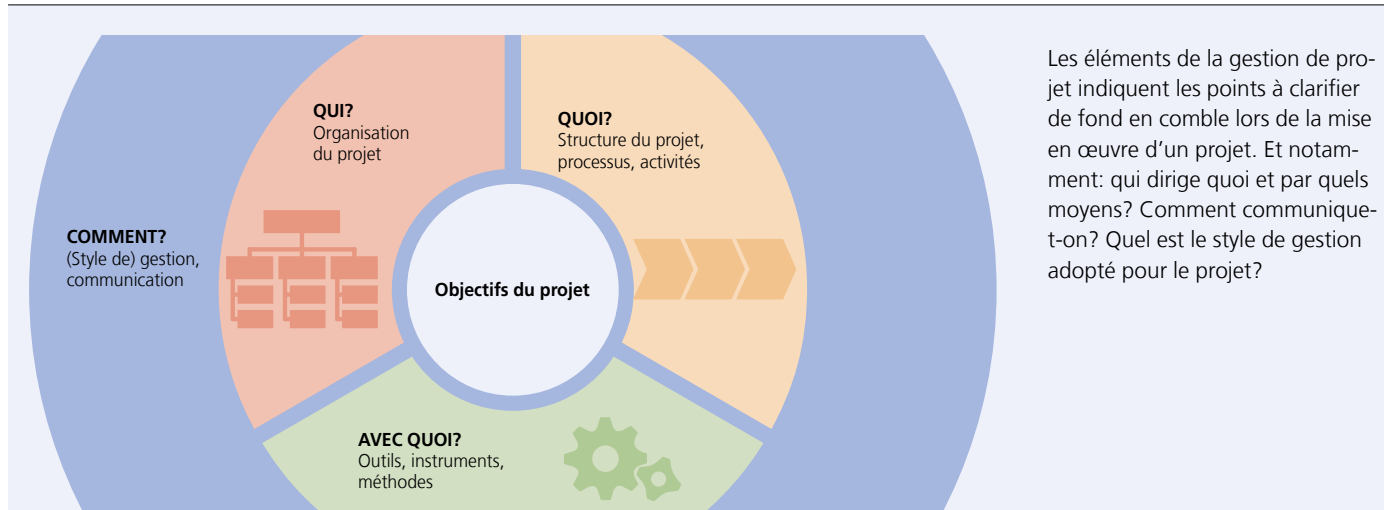 QUI?
Organisation
du projet
QUOI?
Structure du projet,
processus, activités
COMMENT?
(Style de) gestion,
communication
Objectifs du projet
AVEC QUOI?
Outils, instruments,
méthodes
Les éléments de la gestion de pro-
jet indiquent les points à clarifier
de fond en comble lors de la mise
en œuvre d’un projet. Et notam-
ment: qui dirige quoi et par quels
moyens? Comment communique-
t-on? Quel est le style de gestion
adopté pour le projet?